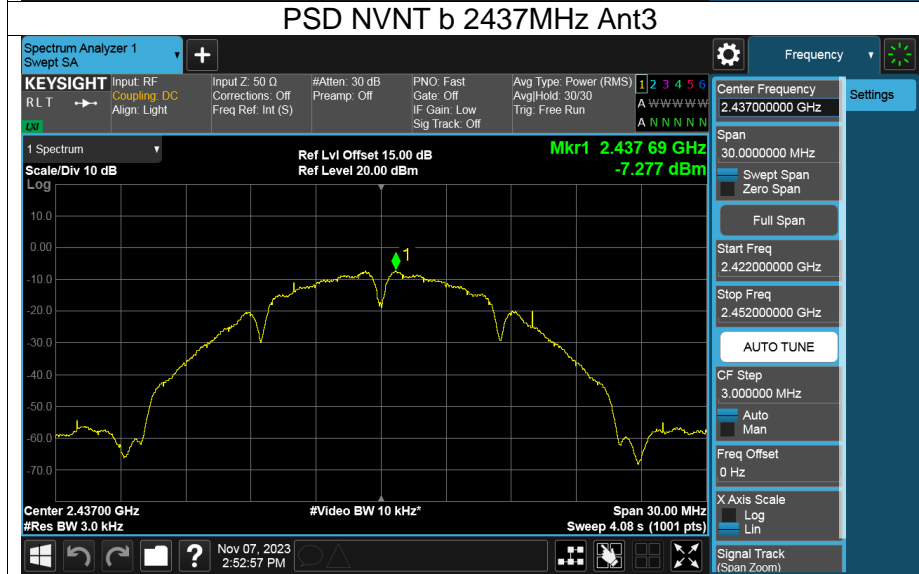 PSD NVNT b 2437MHz Ant3
Spectrum Analyzer 1
Swept SA
+
Frequency
KEYSIGHT
R L T
LXI
Input: RF
Coupling: DC
Align: Light
Input Z: 50 Ω
Corrections: Off
Freq Ref: Int (S)
#Atten: 30 dB
Preamp: Off
PNO: Fast
Gate: Off
IF Gain: Low
Sig Track: Off
Avg Type: Power (RMS)
Avg|Hold: 30/30
Trig: Free Run
1 2 3 4 5 6
A W W W W W
A N N N N N
1 Spectrum
Scale/Div 10 dB
Ref Lvl Offset 15.00 dB
Ref Level 20.00 dBm
Mkr1 2.437 69 GHz
-7.277 dBm
Log
10.0
0.00
-10.0
-20.0
-30.0
-40.0
-50.0
-60.0
-70.0
1
Center 2.43700 GHz
#Res BW 3.0 kHz
#Video BW 10 kHz*
Span 30.00 MHz
Sweep 4.08 s (1001 pts)
?
Nov 07, 2023
2:52:57 PM
Center Frequency
2.437000000 GHz
Span
30.0000000 MHz
Swept Span
Zero Span
Full Span
Start Freq
2.422000000 GHz
Stop Freq
2.452000000 GHz
AUTO TUNE
CF Step
3.000000 MHz
Auto
Man
Freq Offset
0 Hz
X Axis Scale
Log
Lin
Signal Track
(Span Zoom)
Settings